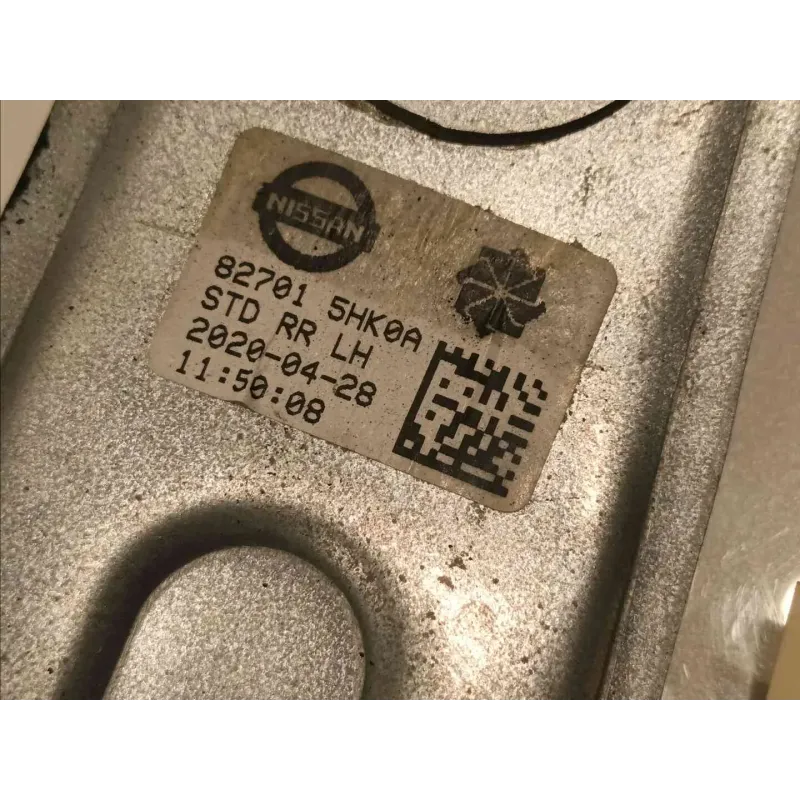 NISSAN
82701 5HK0A
STD RR LH
2020-04-28
11:50:08